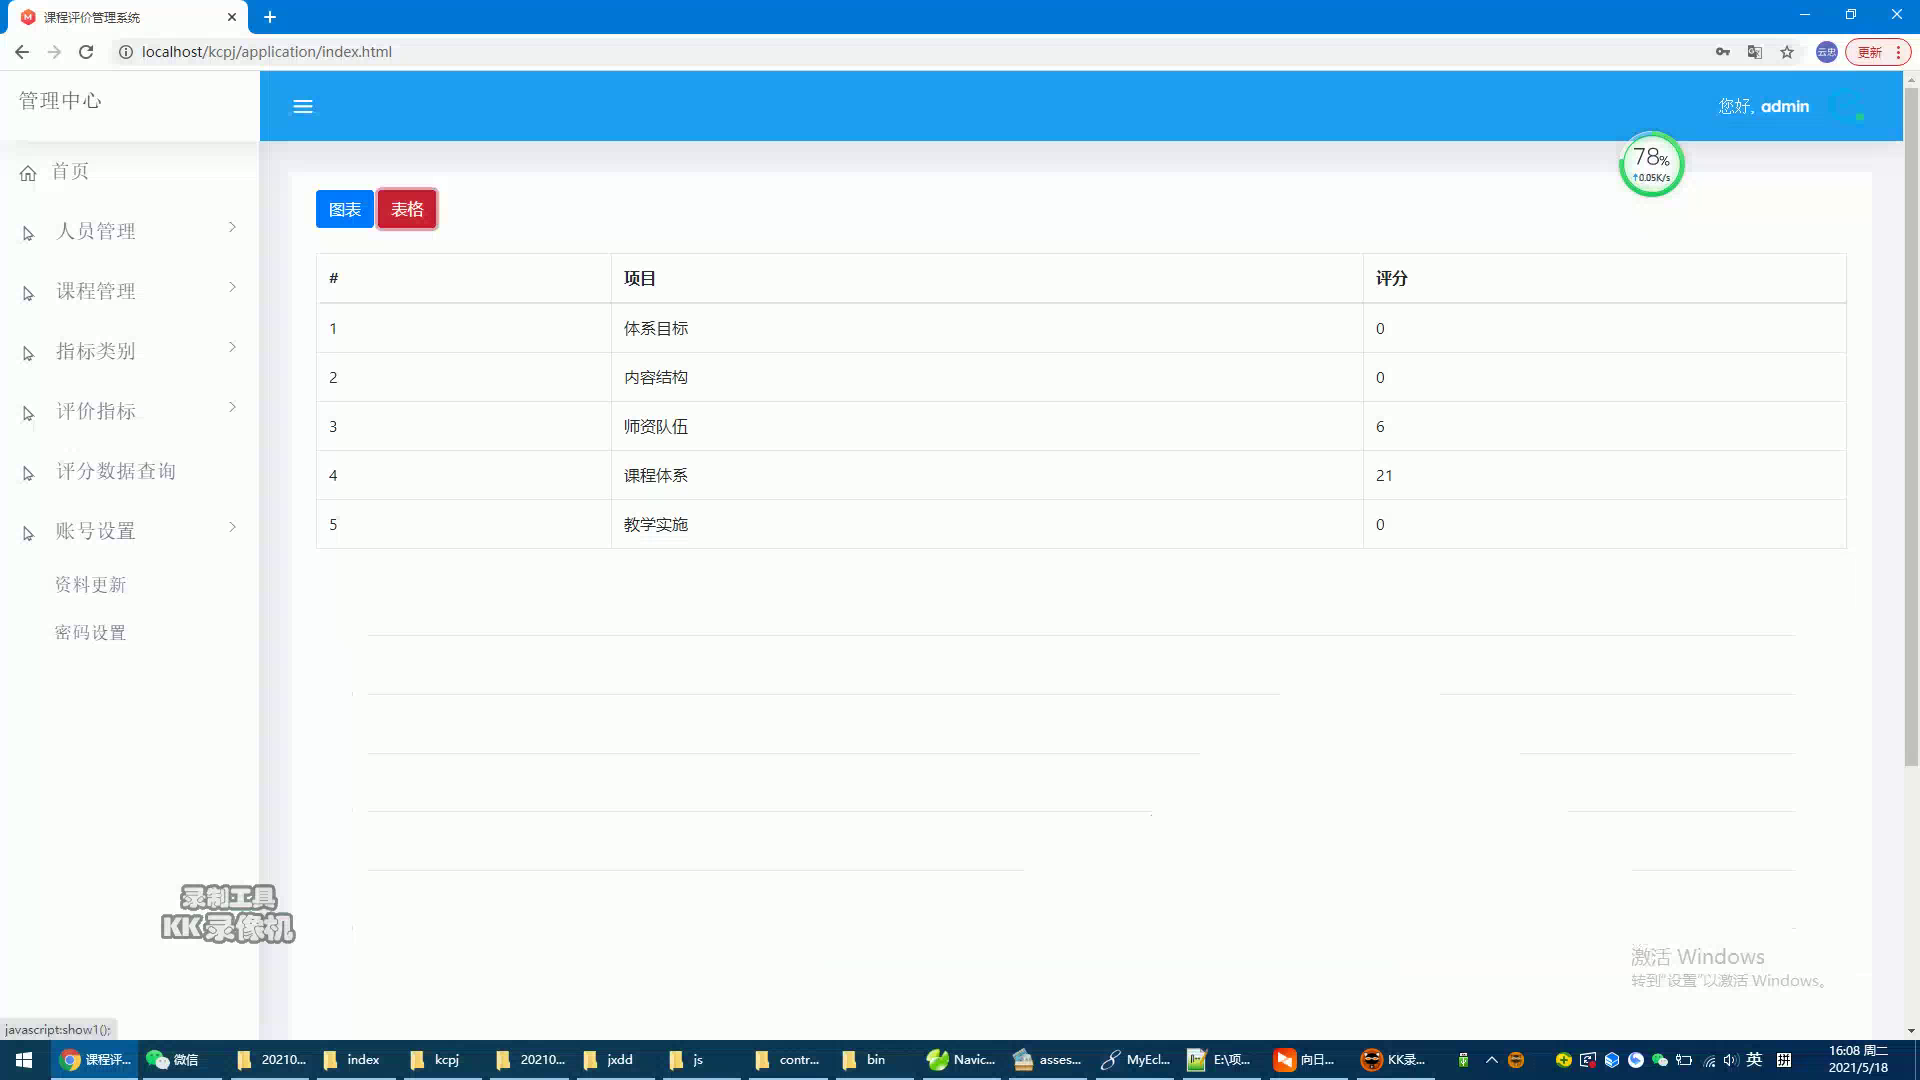 课程评价管理系统
localhost/kcpj/application/index.html
云忠
更新
管理中心
您好, admin
78%
0.05K/s
首页
人员管理
课程管理
指标类别
评价指标
评分数据查询
账号设置
资料更新
密码设置
图表 表格
# 项目 评分
1 体系目标 0
2 内容结构 0
3 师资队伍 6
4 课程体系 21
5 教学实施 0
录制工具
KK录像机
激活 Windows
转到“设置”以激活 Windows。
javascript:show1();
课程评... 微信 20210... index kcpj 20210... jxdd js contr... bin Navic... asses... MyEcl... E:\项... 向日... KK录... 英 拼
16:08 周二
2021/5/18